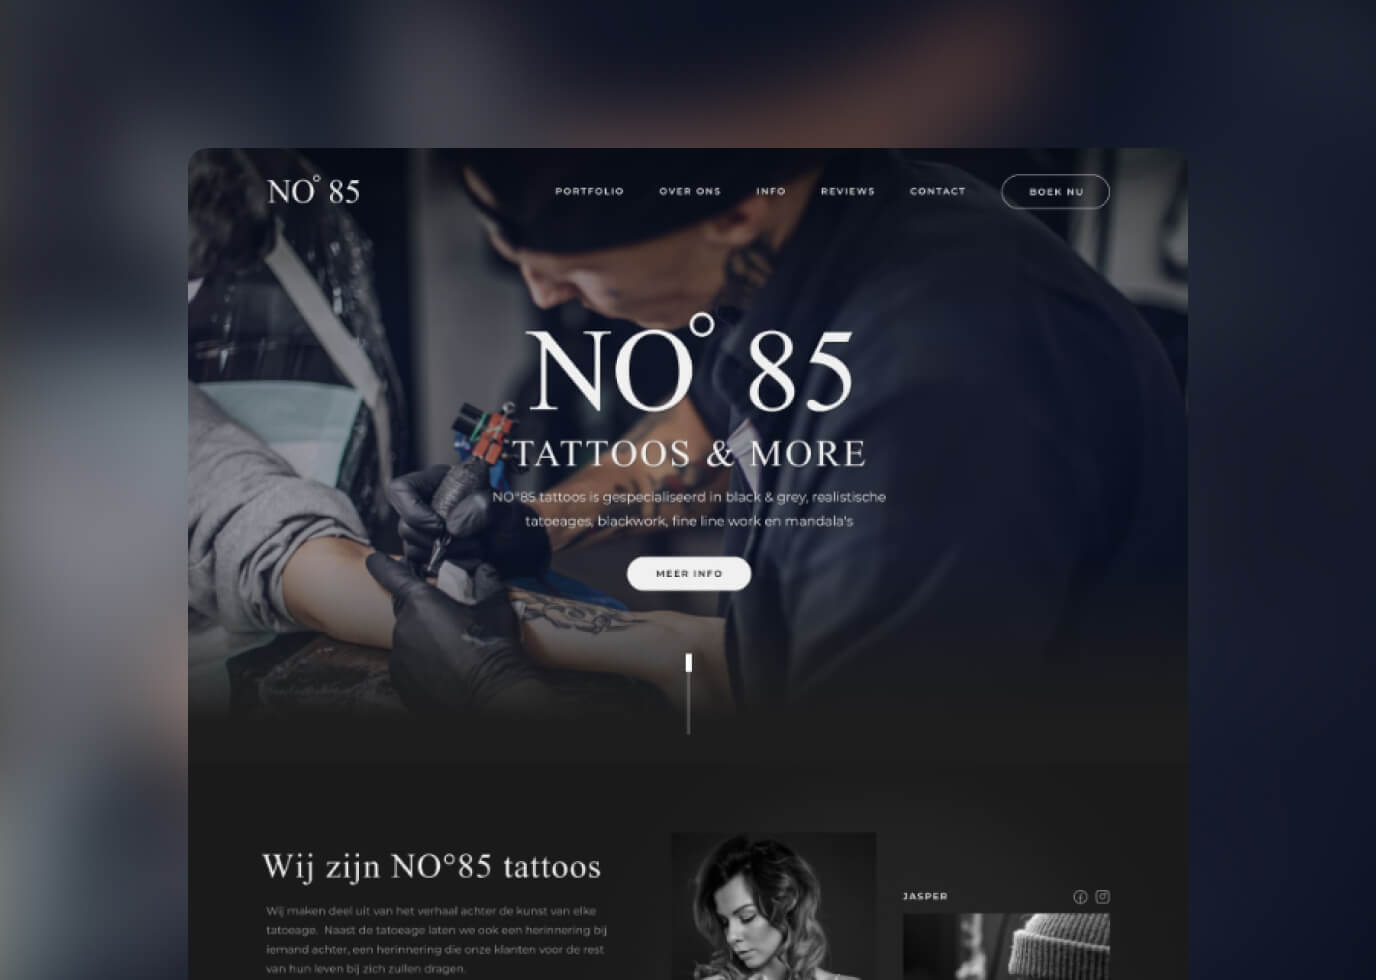 NO° 85
PORTFOLIO
OVER ONS
INFO
REVIEWS
CONTACT
BOEK NU
NO° 85
TATTOOS & MORE
NO°85 tattoos is gespecialiseerd in black & grey, realistische
tatoeages, blackwork, fine line work en mandala's
MEER INFO
Wij zijn NO°85 tattoos
Wij maken deel uit van het verhaal achter de kunst van elke
tatoeage. Naast de tatoeage laten we ook een herinnering bij
iemand achter, een herinnering die onze klanten voor de rest
van hun leven bij zich zullen dragen.
JASPER